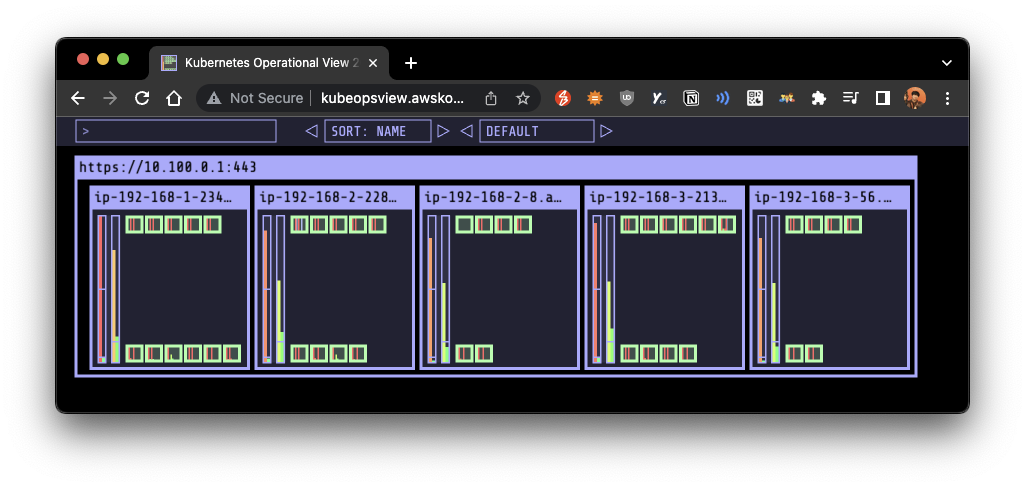 Kubernetes Operational View 2
Not Secure
kubeopsview.awsko...
>
SORT: NAME
DEFAULT
https://10.100.0.1:443
ip-192-168-1-234…
ip-192-168-2-228…
ip-192-168-2-8.a…
ip-192-168-3-213…
ip-192-168-3-56.…